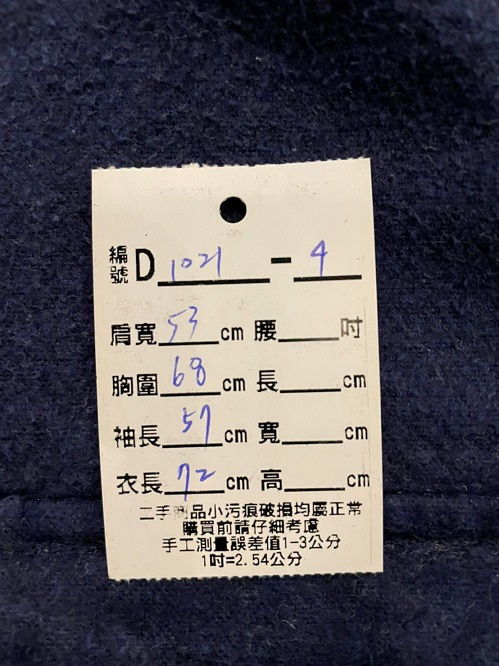 編號D 1021 - 4
肩寬 53 cm 腰 吋
胸圍 68 cm 長 cm
袖長 57 cm 寬 cm
衣長 72 cm 高 cm
二手商品小污痕破損均屬正常
購買前請仔細考慮
手工測量誤差值1-3公分
1吋=2.54公分